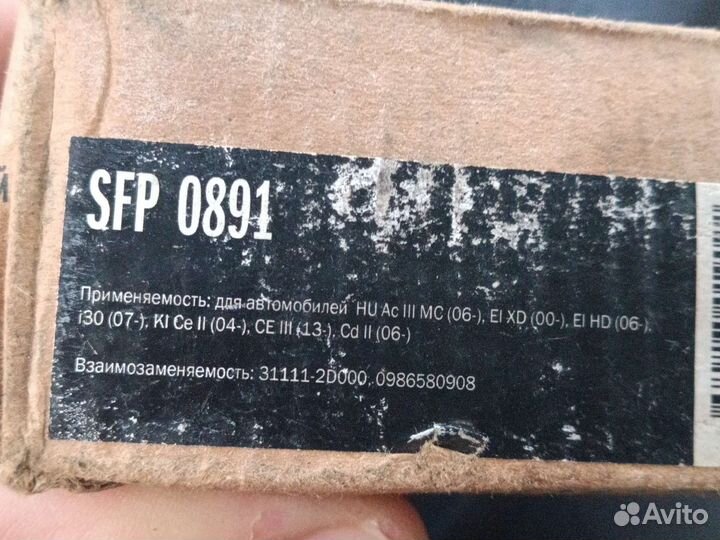 SFP 0891
Применяемость: для автомобилей HU Ac III MC (06-), El XD (00-), El HD (06-),
i30 (07-), KI Ce II (04-), CE III (13-), Cd II (06-)
Взаимозаменяемость: 31111-2D000, 0986580908
Avito